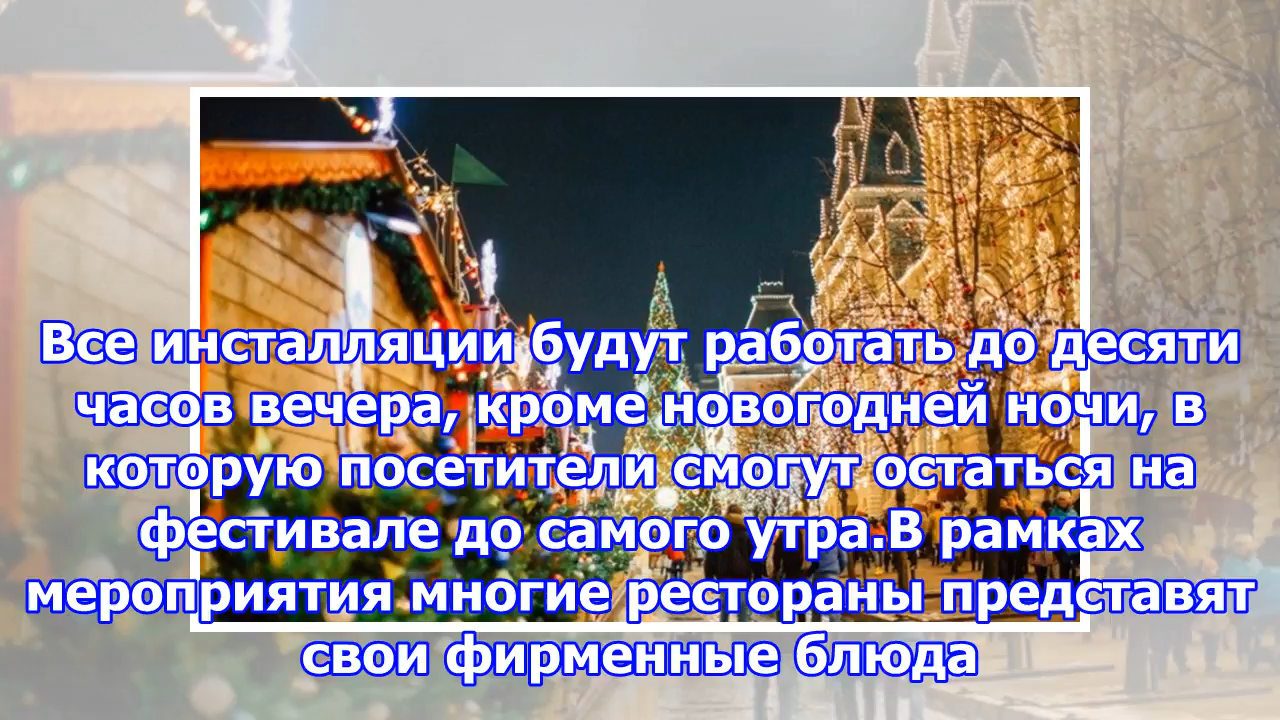 Все инсталляции будут работать до десяти
часов вечера, кроме новогодней ночи, в
которую посетители смогут остаться на
фестивале до самого утра.В рамках
мероприятия многие рестораны представят
свои фирменные блюда